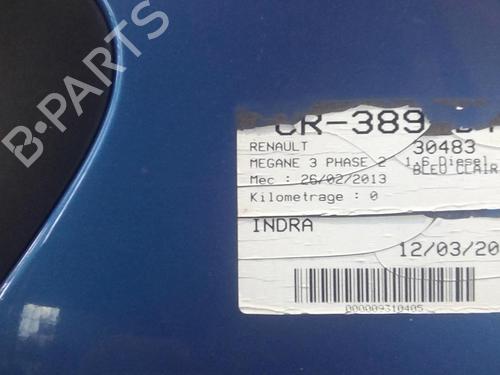 B-PARTS
CR-389
RENAULT 30483
MEGANE 3 PHASE 2 1.6 Diesel
BLEU CLAIR
Mec : 26/02/2013
Kilometrage : 0
INDRA 12/03/20
000009310405